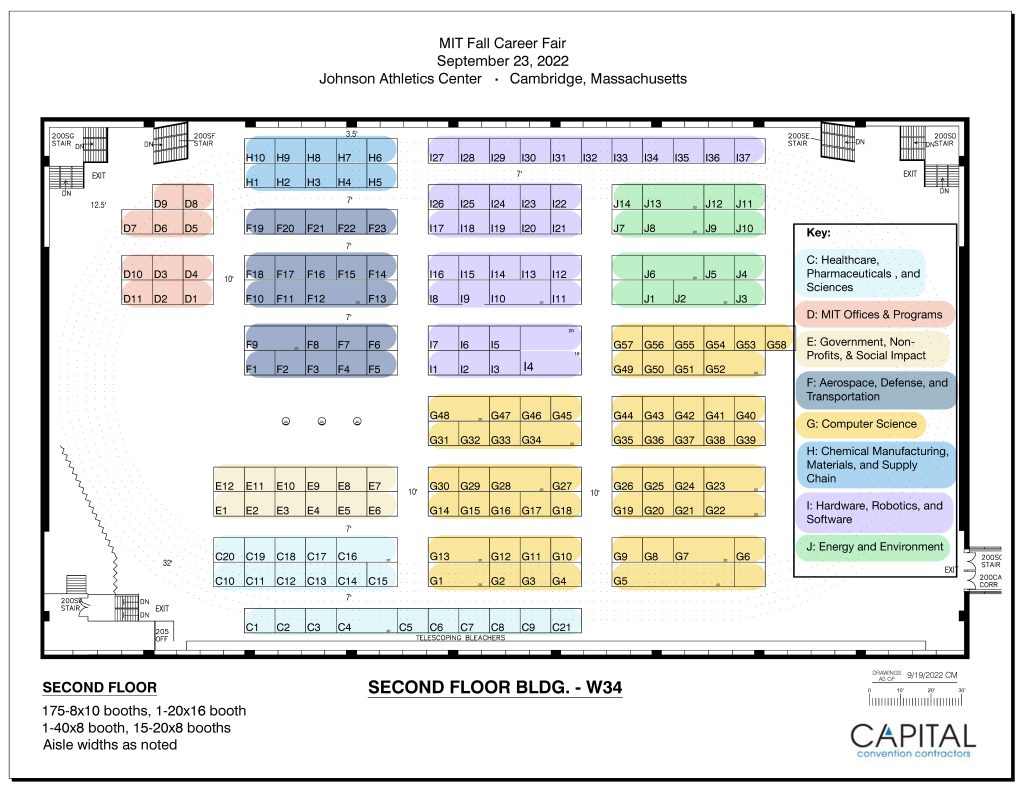 MIT Fall Career Fair
September 23, 2022
Johnson Athletics Center · Cambridge, Massachusetts
200SG STAIR DN DN EXIT
200SF STAIR DN
3.5'
200SE STAIR DN
200SD STAIR DN DN EXIT
H10 H9 H8 H7 H6 I27 I28 I29 I30 I31 I32 I33 I34 I35 I36 I37
H1 H2 H3 H4 H5 7'
12.5' 7'
D9 D8 I26 I25 I24 I23 I22 J14 J13 J12 J11
D7 D6 D5 F19 F20 F21 F22 F23 I17 I18 I19 I20 I21 J7 J8 J9 J10
7'
D10 D3 D4 10' F18 F17 F16 F15 F14 I16 I15 I14 I13 I12 J6 J5 J4
D11 D2 D1 F10 F11 F12 F13 I8 I9 I10 I11 J1 J2 J3
7'
F9 F8 F7 F6 I7 I6 I5 20 G57 G56 G55 G54 G53 G58
F1 F2 F3 F4 F5 I1 I2 I3 I4 16 G49 G50 G51 G52
G48 G47 G46 G45 G44 G43 G42 G41 G40
G31 G32 G33 G34 G35 G36 G37 G38 G39
E12 E11 E10 E9 E8 E7 10' G30 G29 G28 G27 10' G26 G25 G24 G23
E1 E2 E3 E4 E5 E6 G14 G15 G16 G17 G18 G19 G20 G21 G22
7'
C20 C19 C18 C17 C16 G13 G12 G11 G10 G9 G8 G7 G6
32'
C10 C11 C12 C13 C14 C15 G1 G2 G3 G4 G5
7'
C1 C2 C3 C4 C5 C6 C7 C8 C9 C21
TELESCOPING BLEACHERS
Key:
C: Healthcare,
Pharmaceuticals , and
Sciences
D: MIT Offices & Programs
E: Government, Non-
Profits, & Social Impact
F: Aerospace, Defense, and
Transportation
G: Computer Science
H: Chemical Manufacturing,
Materials, and Supply
Chain
I: Hardware, Robotics, and
Software
J: Energy and Environment
STAIR DN DN EXIT
205 OFF
EXIT
STAIR
CORR
SECOND FLOOR
175-8x10 booths, 1-20x16 booth
1-40x8 booth, 15-20x8 booths
Aisle widths as noted
SECOND FLOOR BLDG. - W34
DRAWINGS AS OF 9/19/2022 CM
0 10' 20' 30'
CAPITAL
convention contractors